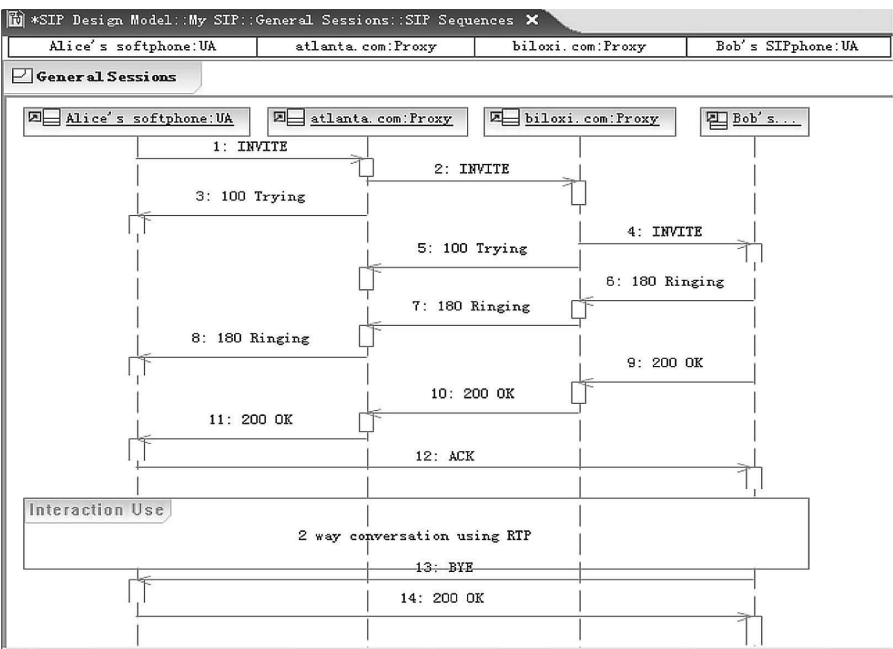 *SIP Design Model::My SIP::General Sessions::SIP Sequences
Alice's softphone:UA
atlanta.com:Proxy
biloxi.com:Proxy
Bob's SIPphone:UA
General Sessions
Alice's softphone:UA
atlanta.com:Proxy
biloxi.com:Proxy
Bob's...
1: INVITE
2: INVITE
3: 100 Trying
4: INVITE
5: 100 Trying
6: 180 Ringing
7: 180 Ringing
8: 180 Ringing
9: 200 OK
10: 200 OK
11: 200 OK
12: ACK
Interaction Use
2 way conversation using RTP
13: BYE
14: 200 OK